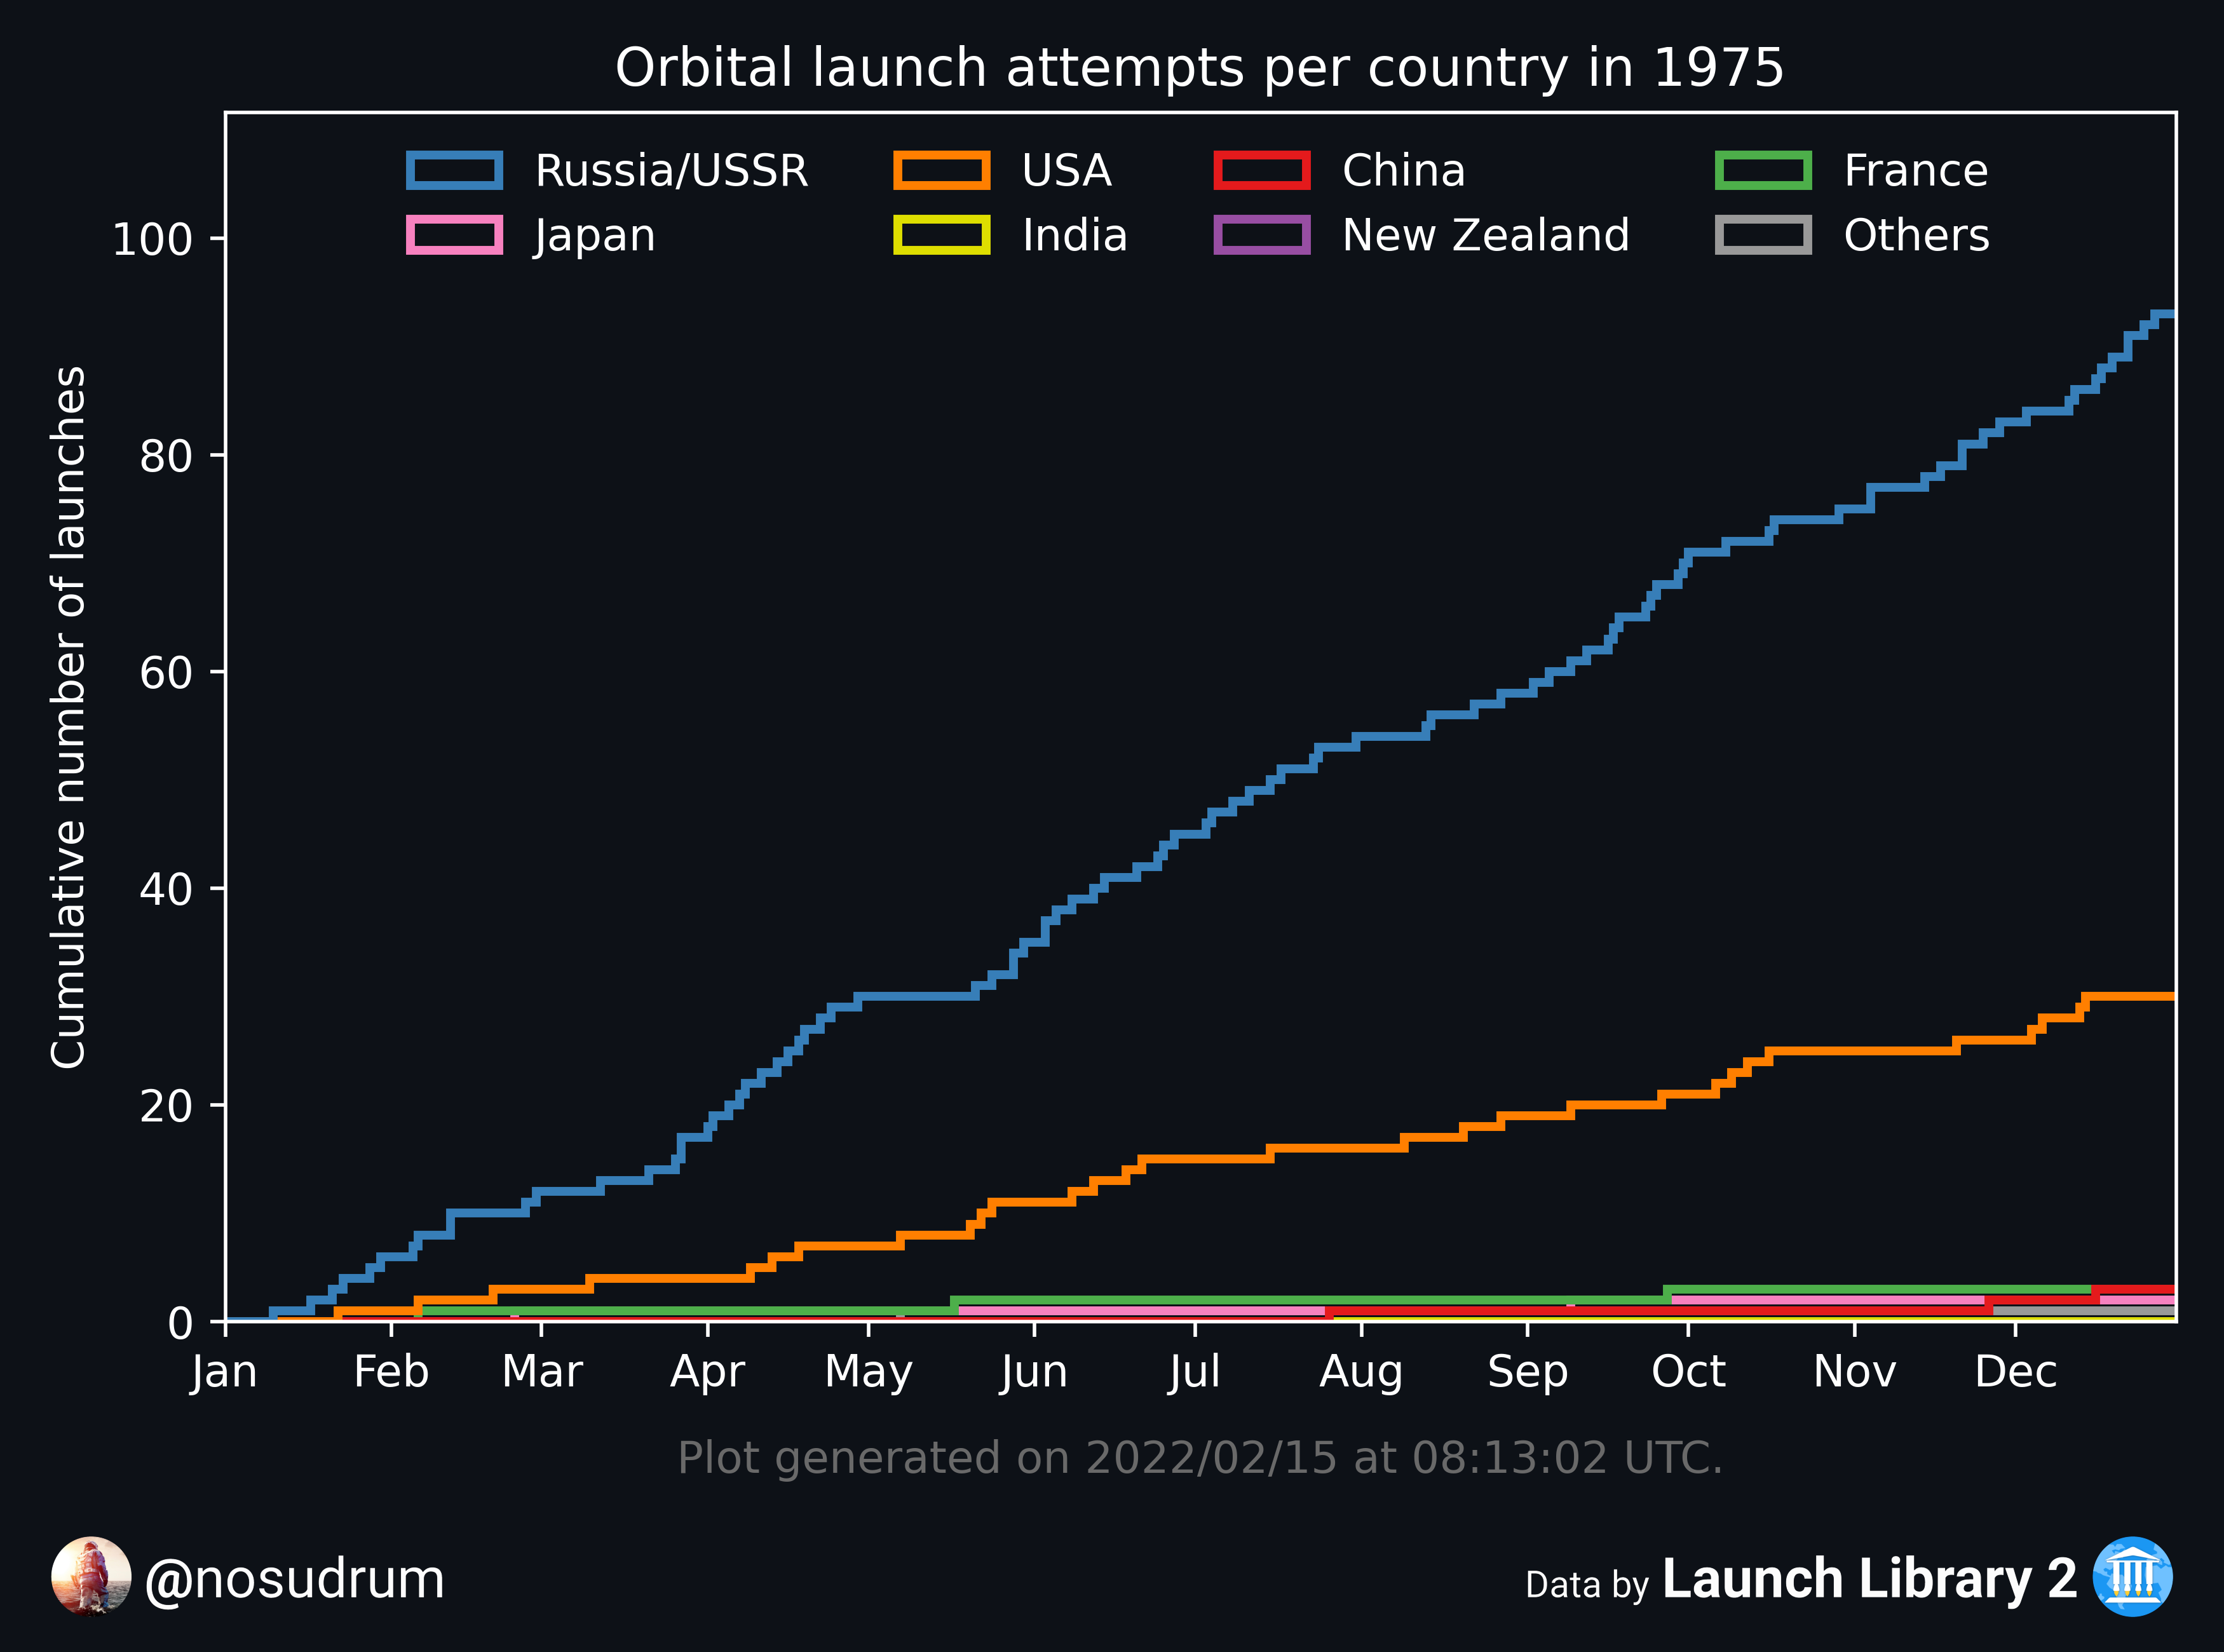 Orbital launch attempts per country in 1975
Russia/USSR USA China France
Japan India New Zealand Others
Cumulative number of launches
100
80
60
40
20
0
Jan Feb Mar Apr May Jun Jul Aug Sep Oct Nov Dec
Plot generated on 2022/02/15 at 08:13:02 UTC.
@nosudrum
Data by Launch Library 2